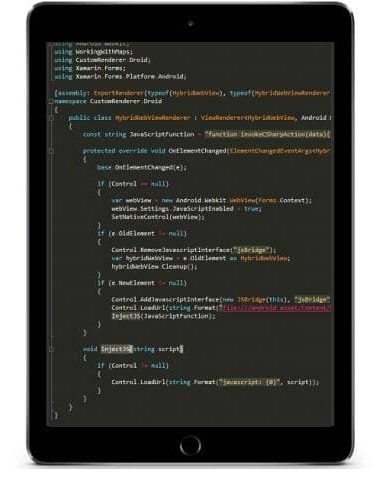 using Android.Webkit;
using WorkingWithMaps;
using CustomRenderer.Droid;
using Xamarin.Forms;
using Xamarin.Forms.Platform.Android;
[assembly: ExportRenderer(typeof(HybridWebView), typeof(HybridWebViewRenderer
namespace CustomRenderer.Droid
{
public class HybridWebViewRenderer : ViewRenderer<HybridWebView, Android.
{
const string JavaScriptFunction = "function invokeCSharpAction(data){
protected override void OnElementChanged(ElementChangedEventArgs<Hybr
{
base.OnElementChanged(e);
if (Control == null)
{
var webView = new Android.Webkit.WebView(Forms.Context);
webView.Settings.JavaScriptEnabled = true;
SetNativeControl(webView);
}
if (e.OldElement != null)
{
Control.RemoveJavascriptInterface("jsBridge");
var hybridWebView = e.OldElement as HybridWebView;
hybridWebView.Cleanup();
}
if (e.NewElement != null)
{
Control.AddJavascriptInterface(new JSBridge(this), "jsBridge"
Control.LoadUrl(string.Format("file:///android_asset/Content/
InjectJS(JavaScriptFunction);
}
}
void InjectJS(string script)
{
if (Control != null)
{
Control.LoadUrl(string.Format("javascript: {0}", script));
}
}
}
}